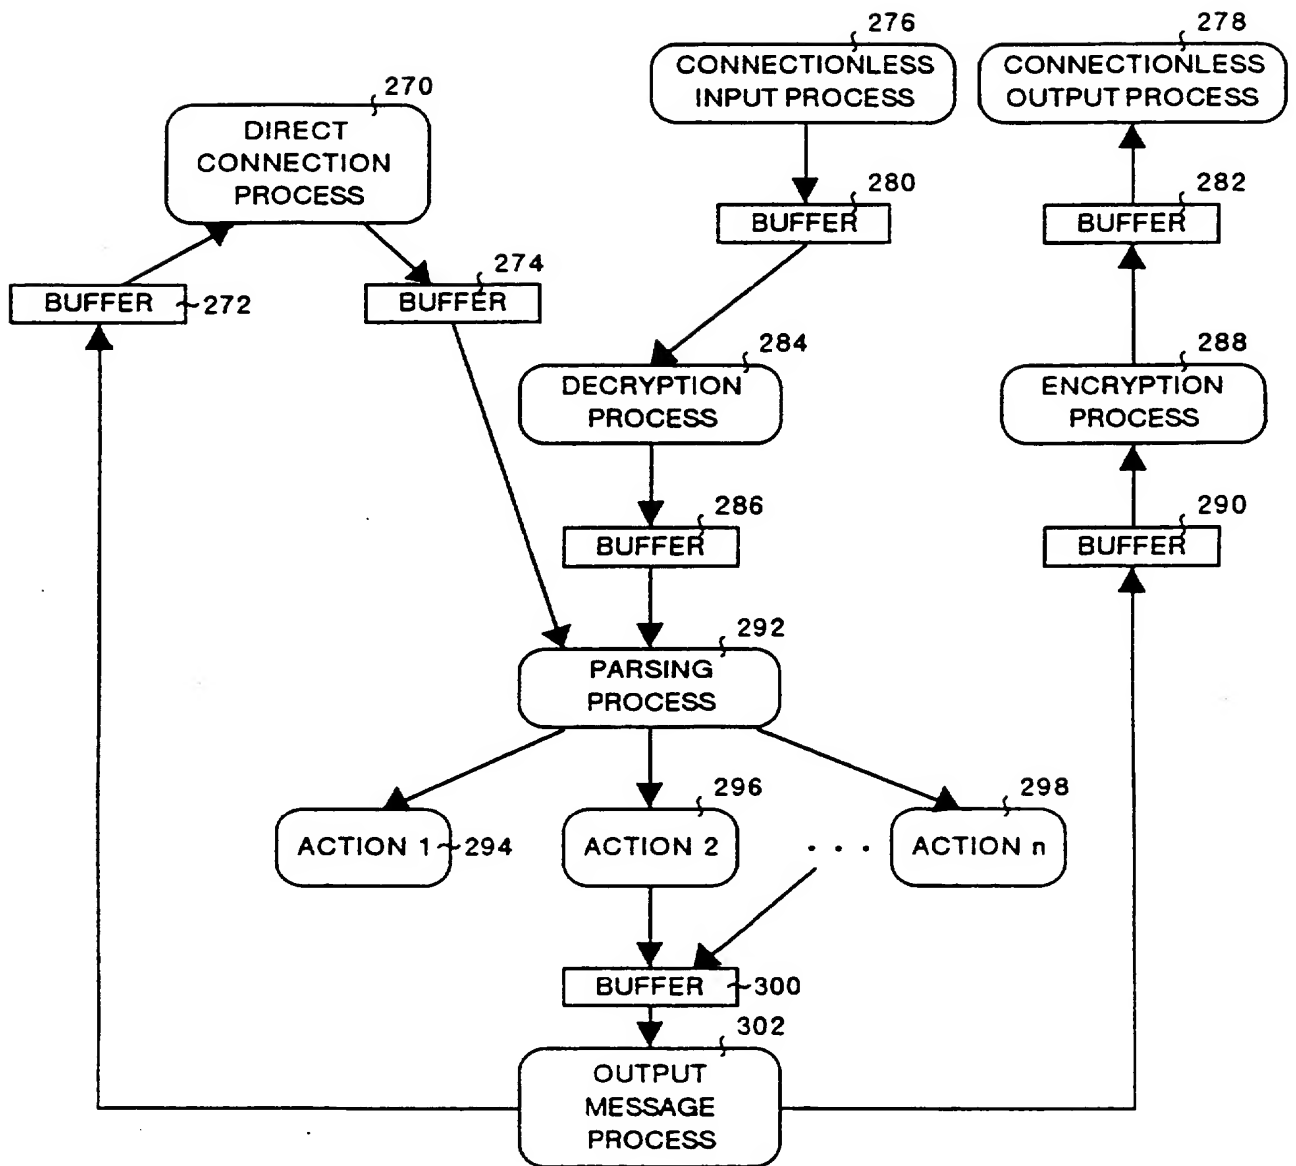 276
278
CONNECTIONLESS
INPUT PROCESS
CONNECTIONLESS
OUTPUT PROCESS
270
DIRECT
CONNECTION
PROCESS
280
BUFFER
282
BUFFER
BUFFER
272
274
BUFFER
284
DECRYPTION
PROCESS
288
ENCRYPTION
PROCESS
286
BUFFER
290
BUFFER
292
PARSING
PROCESS
ACTION 1
294
296
ACTION 2
. . .
298
ACTION n
BUFFER
300
302
OUTPUT
MESSAGE
PROCESS